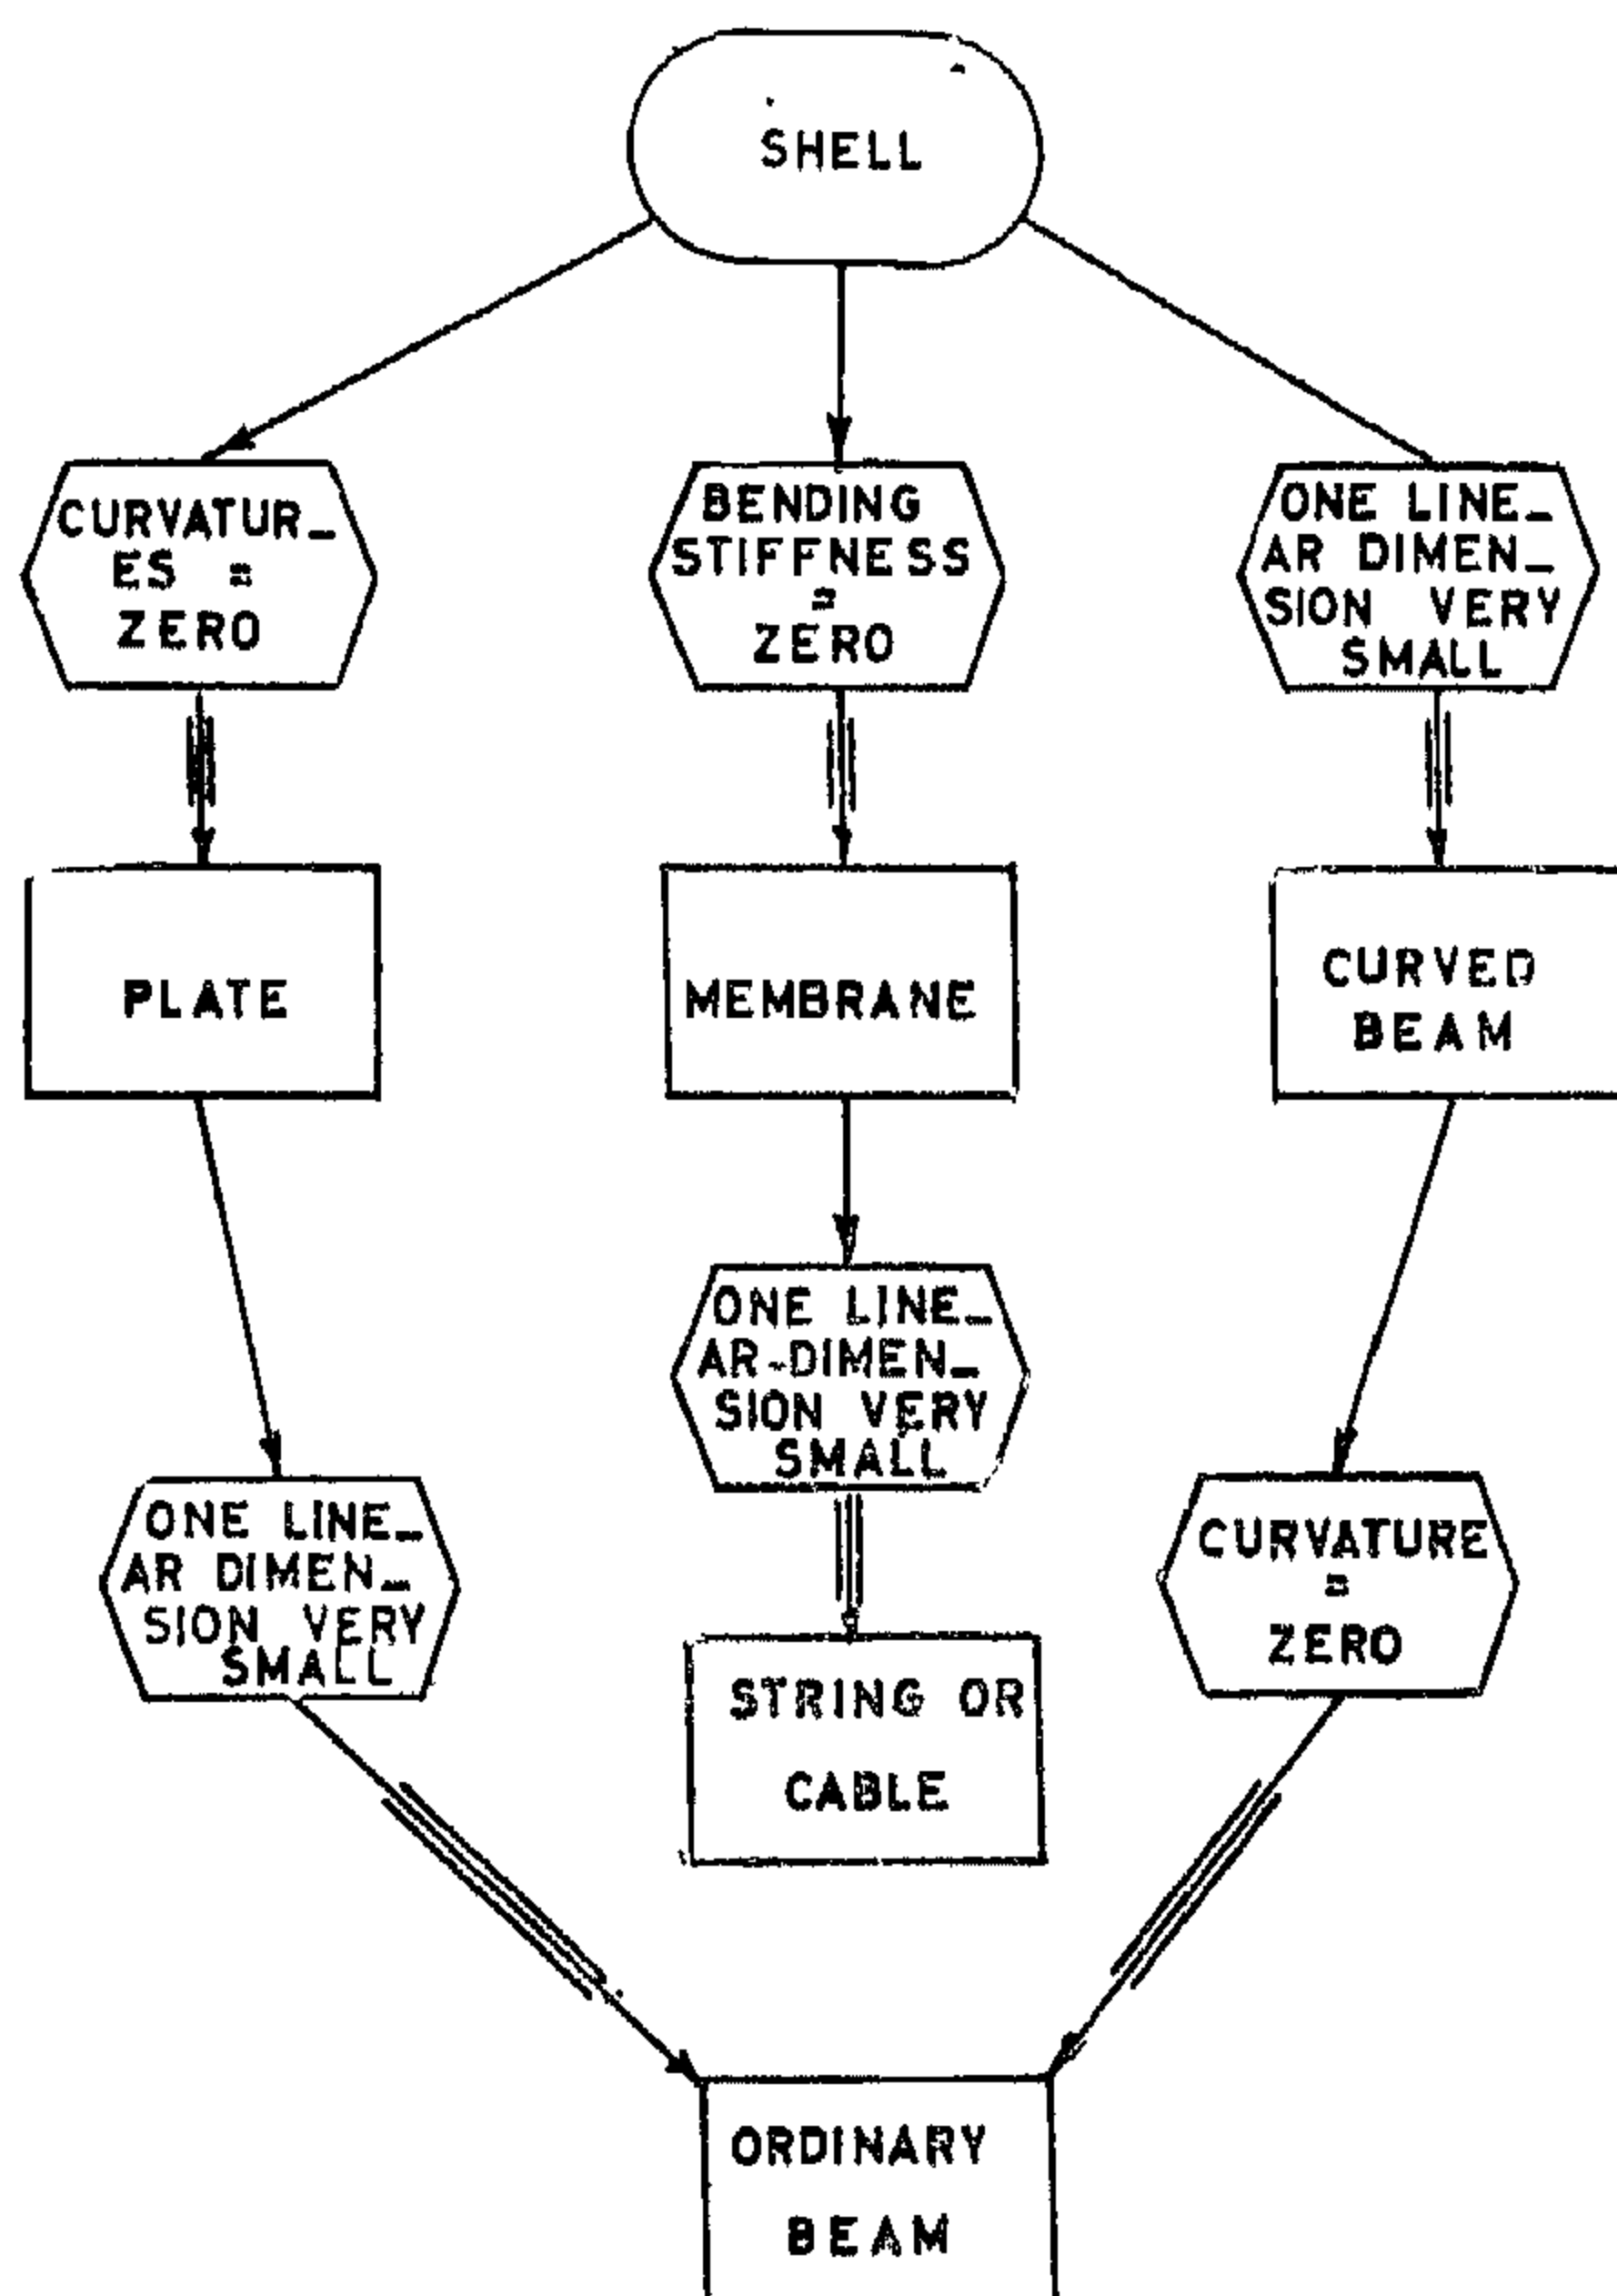 SHELL
CURVATUR_
ES =
ZERO
BENDING
STIFFNESS
=
ZERO
ONE LINE_
AR DIMEN_
SION VERY
SMALL
PLATE
MEMBRANE
CURVED
BEAM
ONE LINE_
AR-DIMEN_
SION VERY
SMALL
ONE LINE_
AR DIMEN_
SION VERY
SMALL
CURVATURE
=
ZERO
STRING OR
CABLE
ORDINARY
BEAM